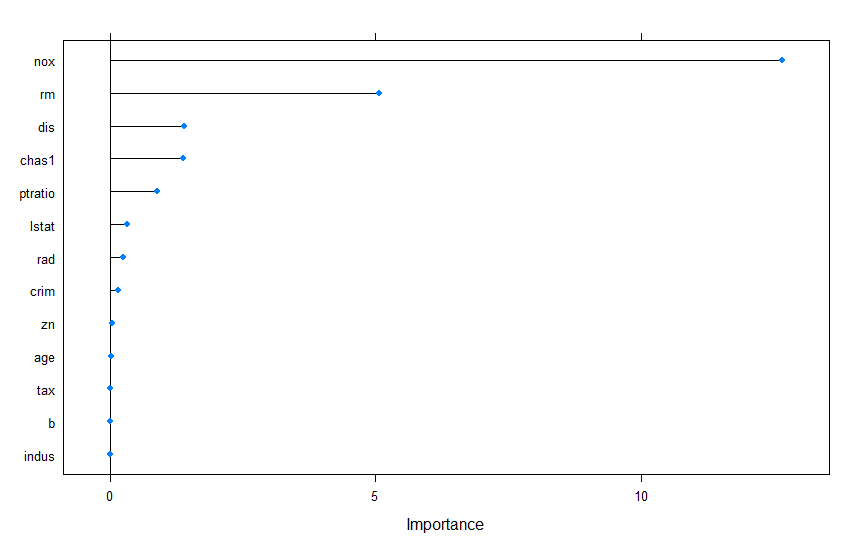 nox
rm
dis
chas1
ptratio
lstat
rad
crim
zn
age
tax
b
indus
0 5 10
Importance